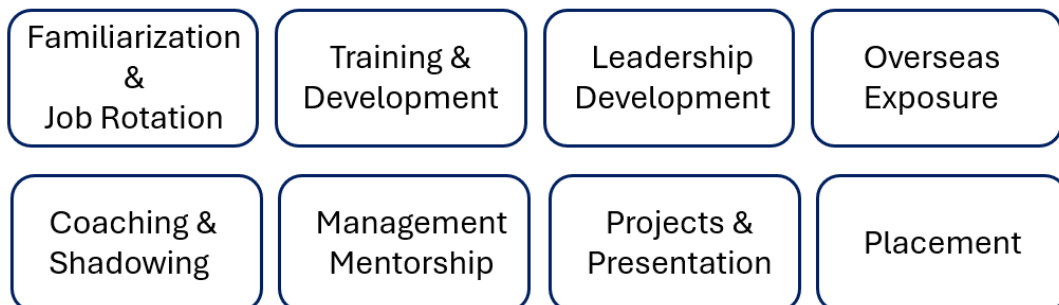 Familiarization
&
Job Rotation
Training &
Development
Leadership
Development
Overseas
Exposure
Coaching &
Shadowing
Management
Mentorship
Projects &
Presentation
Placement